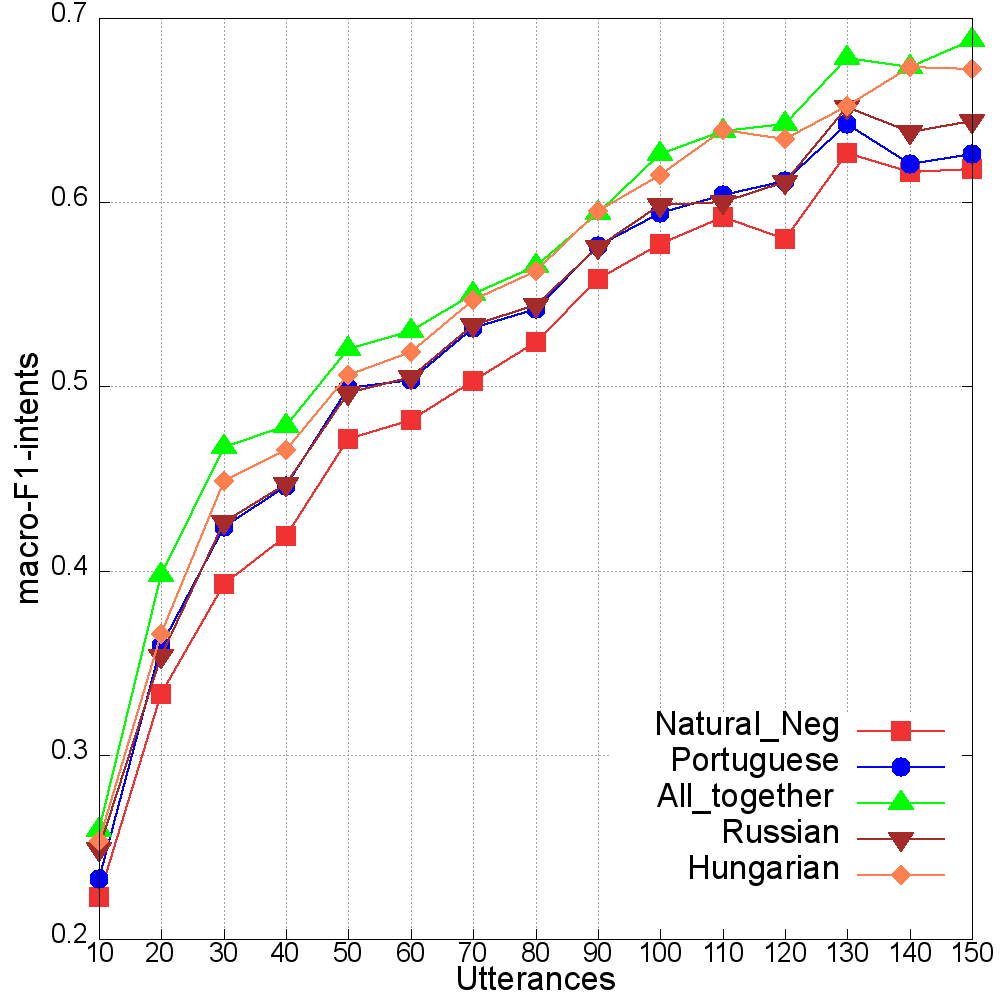 0.7
0.6
0.5
0.4
0.3
0.2
macro-F1-intents
Natural_Neg
Portuguese
All_together
Russian
Hungarian
10 20 30 40 50 60 70 80 90 100 110 120 130 140 150
Utterances